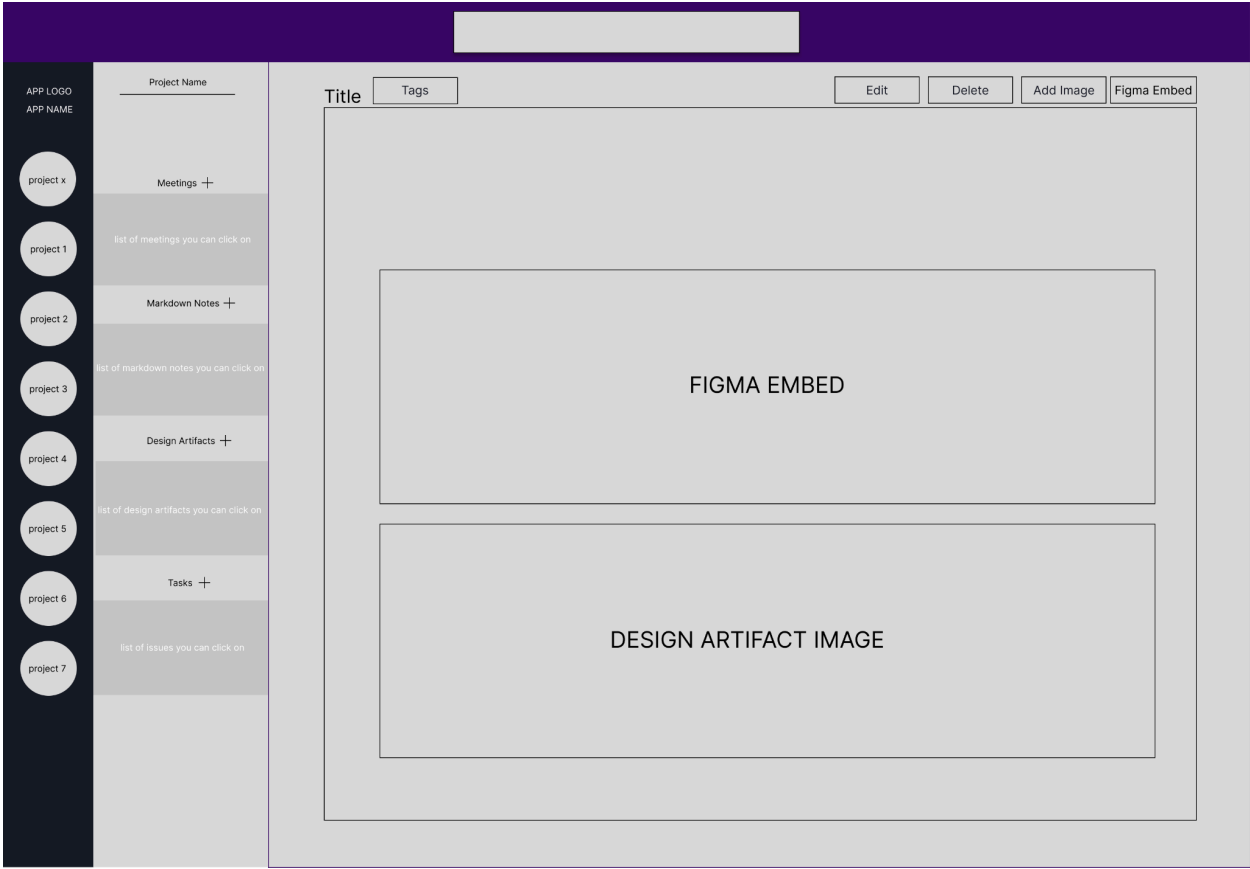 APP LOGO
APP NAME
project x
project 1
project 2
project 3
project 4
project 5
project 6
project 7
Project Name
Meetings
list of meetings you can click on
Markdown Notes
list of markdown notes you can click on
Design Artifacts
list of design artifacts you can click on
Tasks
list of issues you can click on
Title
Tags
Edit
Delete
Add Image
Figma Embed
FIGMA EMBED
DESIGN ARTIFACT IMAGE